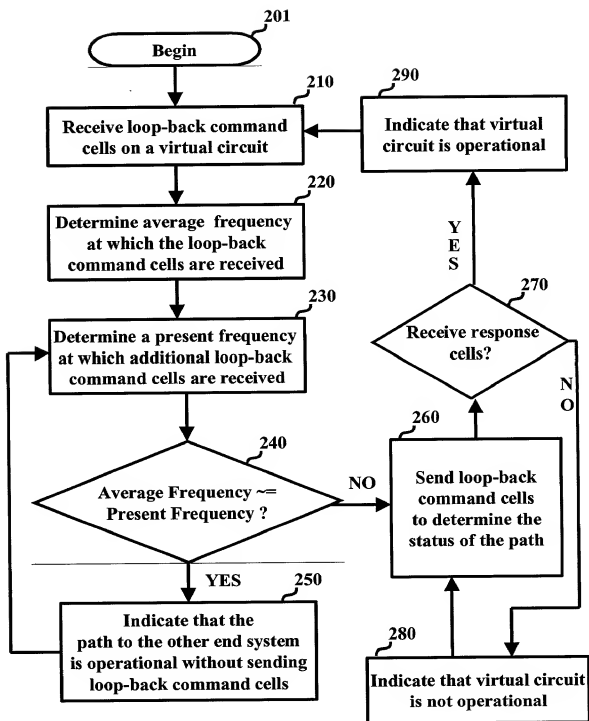 201
Begin
210
Receive loop-back command
cells on a virtual circuit
290
Indicate that virtual
circuit is operational
220
Determine average frequency
at which the loop-back
command cells are received
YES
230
Determine a present frequency
at which additional loop-back
command cells are received
270
Receive response
cells?
NO
240
Average Frequency ~=
Present Frequency ?
NO
YES
260
Send loop-back
command cells
to determine the
status of the path
250
Indicate that the
path to the other end system
is operational without sending
loop-back command cells
280
Indicate that virtual circuit
is not operational